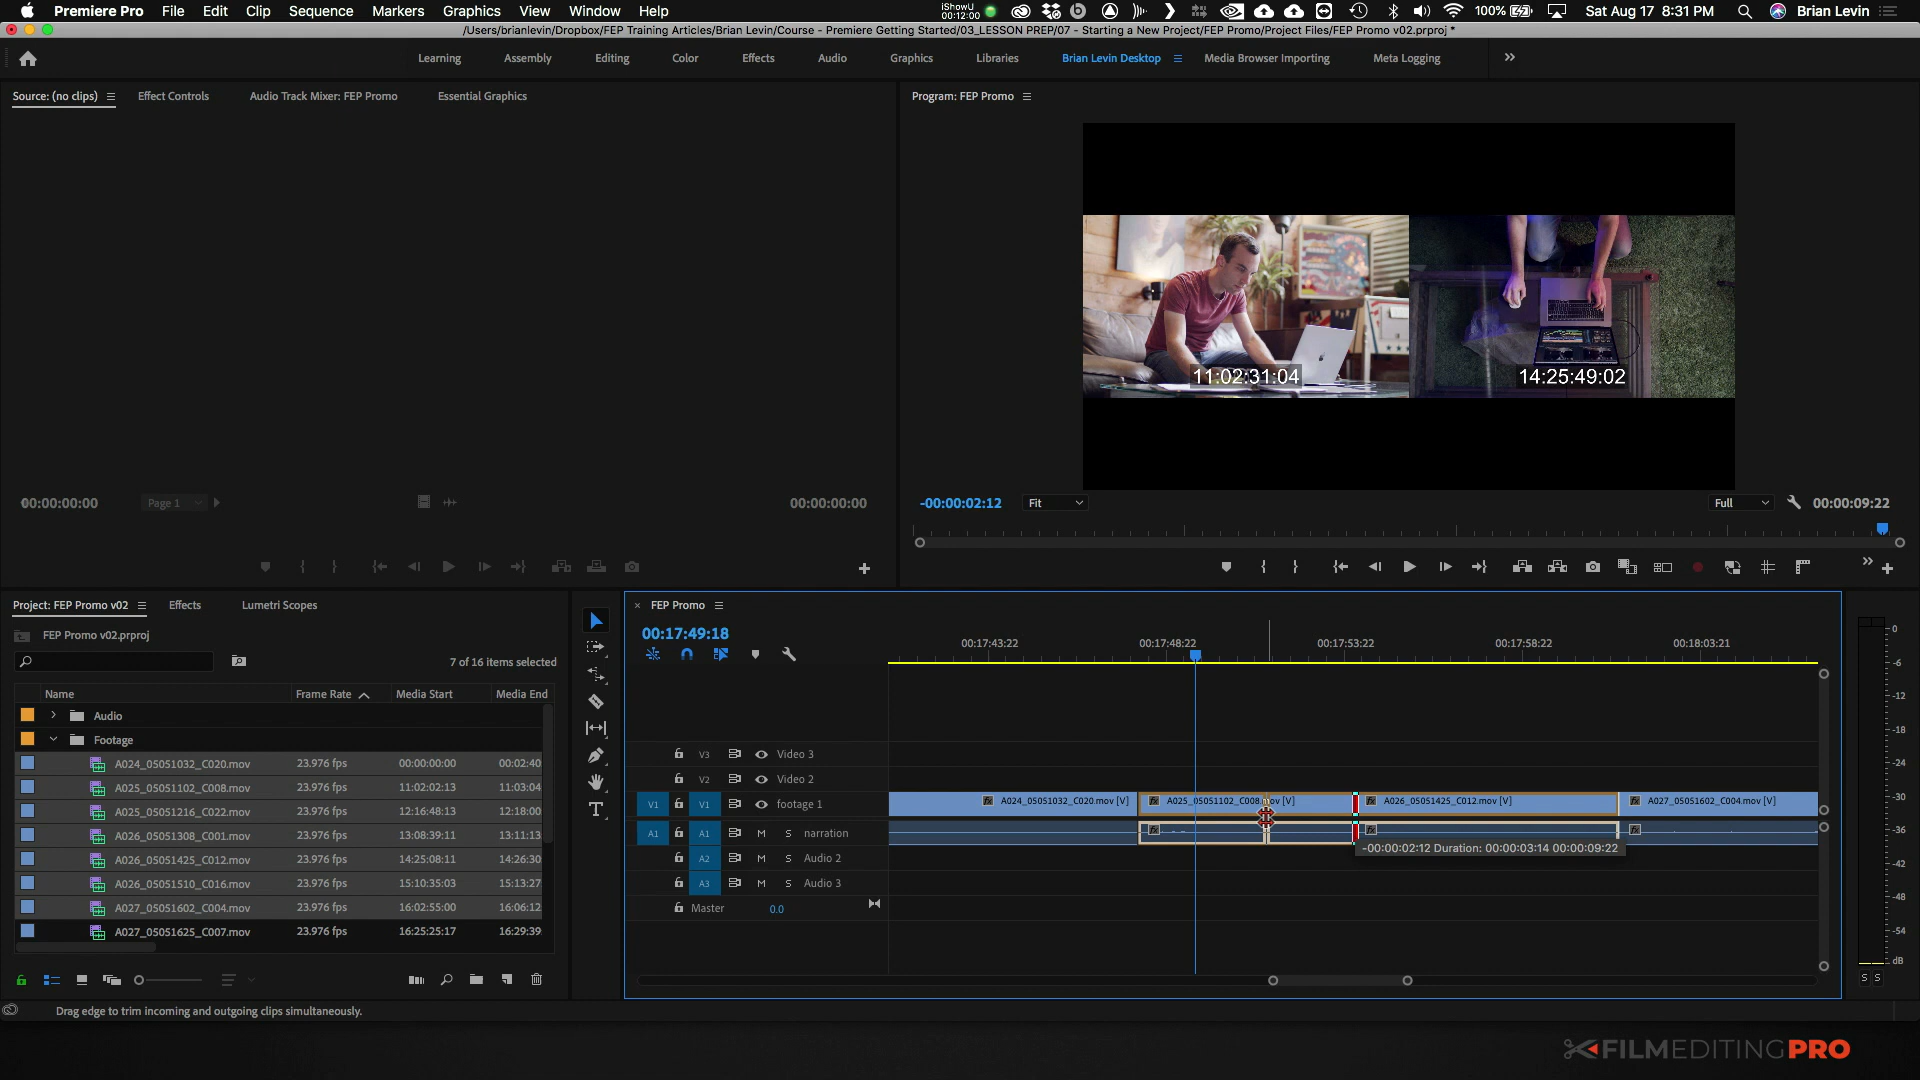 Premiere Pro File Edit Clip Sequence Markers Graphics View Window Help iShowU 00:12:00 100% Sat Aug 17 8:31 PM Brian Levin
/Users/brianlevin/Dropbox/FEP Training Articles/Brian Levin/Course - Premiere Getting Started/03_LESSON PREP/07 - Starting a New Project/FEP Promo/Project Files/FEP Promo v02.prproj *
Learning Assembly Editing Color Effects Audio Graphics Libraries Brian Levin Desktop Media Browser Importing Meta Logging
Source: (no clips) Effect Controls Audio Track Mixer: FEP Promo Essential Graphics
Program: FEP Promo
11:02:31:04 14:25:49:02
00:00:00:00 Page 1 00:00:00:00
-00:00:02:12 Fit Full 00:00:09:22
Project: FEP Promo v02 Effects Lumetri Scopes
FEP Promo v02.prproj
7 of 16 items selected
Name Frame Rate Media Start Media End
Audio
Footage
A024_05051032_C020.mov 23.976 fps 00:00:00:00 00:02:40
A025_05051102_C008.mov 23.976 fps 11:02:02:13 11:03:04
A025_05051216_C022.mov 23.976 fps 12:16:48:13 12:18:00
A026_05051308_C001.mov 23.976 fps 13:08:39:11 13:11:13
A026_05051425_C012.mov 23.976 fps 14:25:08:11 14:26:30
A026_05051510_C016.mov 23.976 fps 15:10:35:03 15:13:27
A027_05051602_C004.mov 23.976 fps 16:02:55:00 16:06:12
A027_05051625_C007.mov 23.976 fps 16:25:25:17 16:29:39
FEP Promo
00:17:49:18
00:17:43:22 00:17:48:22 00:17:53:22 00:17:58:22 00:18:03:21
V3 Video 3
V2 Video 2
V1 V1 footage 1
fx A024_05051032_C020.mov [V] fx A025_05051102_C008.mov [V] fx A026_05051425_C012.mov [V] fx A027_05051602_C004.mov [V]
A1 A1 M S narration
fx fx fx
-00:00:02:12 Duration: 00:00:03:14 00:00:09:22
A2 M S Audio 2
A3 M S Audio 3
Master 0.0
0
-6
-12
-18
-24
-30
-36
-42
-48
-54
dB
S S
Drag edge to trim incoming and outgoing clips simultaneously.
FILMEDITINGPRO